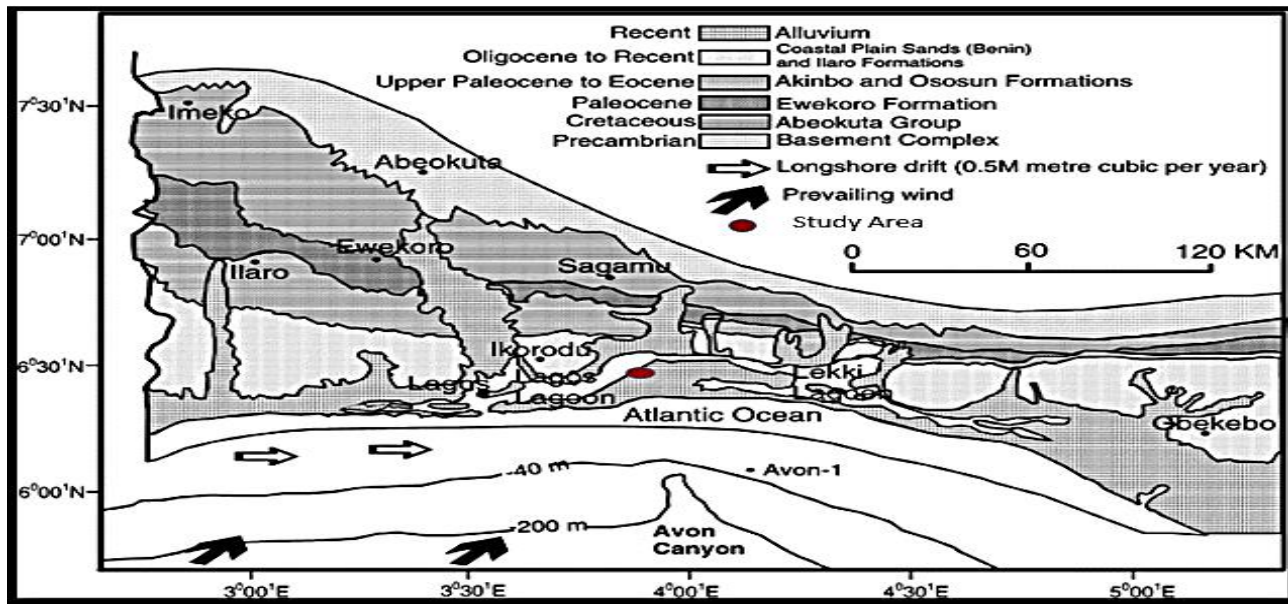 Recent Alluvium
Oligocene to Recent Coastal Plain Sands (Benin)
and Ilaro Formations
Upper Paleocene to Eocene Akinbo and Ososun Formations
Paleocene Ewekoro Formation
Cretaceous Abeokuta Group
Precambrian Basement Complex
Longshore drift (0.5M metre cubic per year)
Prevailing wind
Study Area
0 60 120 KM
7°30'N
7°00'N
6°30'N
6°00'N
Imeko
Abeokuta
Ewekoro
Ilaro
Sagamu
Ikorodu
Lagos
Lagos
Lagoon
Lekki
Lagoon
Atlantic Ocean
Gbekebo
-40 m
Avon-1
-200 m
Avon
Canyon
3°00'E
3°30'E
4°00'E
4°30'E
5°00'E